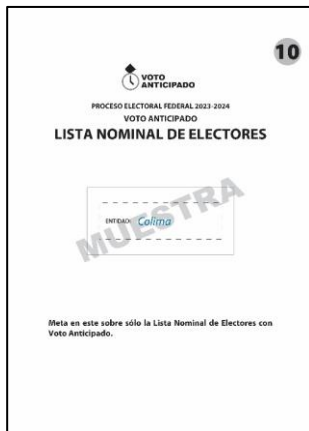 10
VOTO
ANTICIPADO
PROCESO ELECTORAL FEDERAL 2023-2024
VOTO ANTICIPADO
LISTA NOMINAL DE ELECTORES
ENTIDAD: Colima
MUESTRA
Meta en este sobre sólo la Lista Nominal de Electores con
Voto Anticipado.